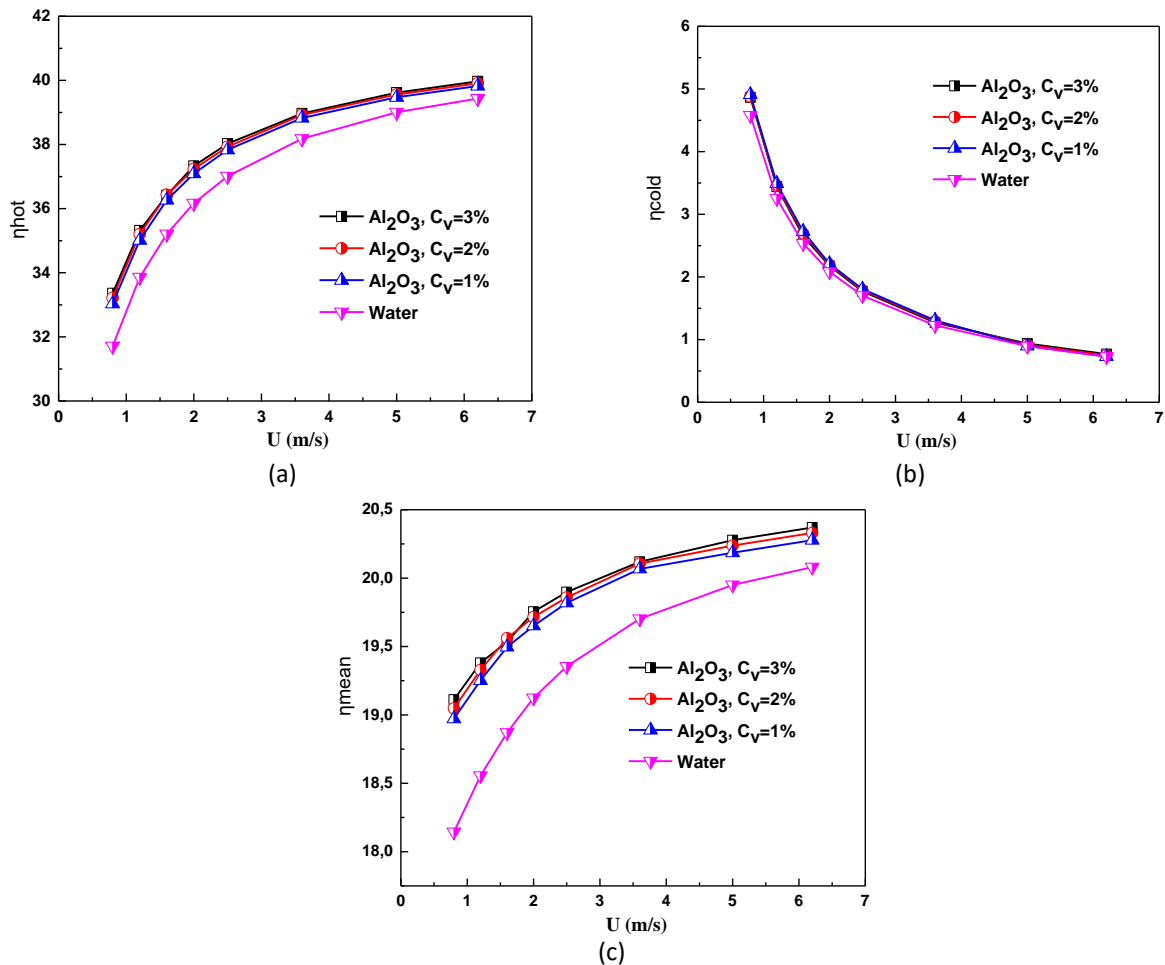 42
40
38
36
34
32
30
ηhot
0 1 2 3 4 5 6 7
U (m/s)
Al₂O₃, Cᵥ=3%
Al₂O₃, Cᵥ=2%
Al₂O₃, Cᵥ=1%
Water
(a)
6
5
4
3
2
1
0
ηcold
0 1 2 3 4 5 6 7
U (m/s)
Al₂O₃, Cᵥ=3%
Al₂O₃, Cᵥ=2%
Al₂O₃, Cᵥ=1%
Water
(b)
20,5
20,0
19,5
19,0
18,5
18,0
ηmean
0 1 2 3 4 5 6 7
U (m/s)
Al₂O₃, Cᵥ=3%
Al₂O₃, Cᵥ=2%
Al₂O₃, Cᵥ=1%
Water
(c)